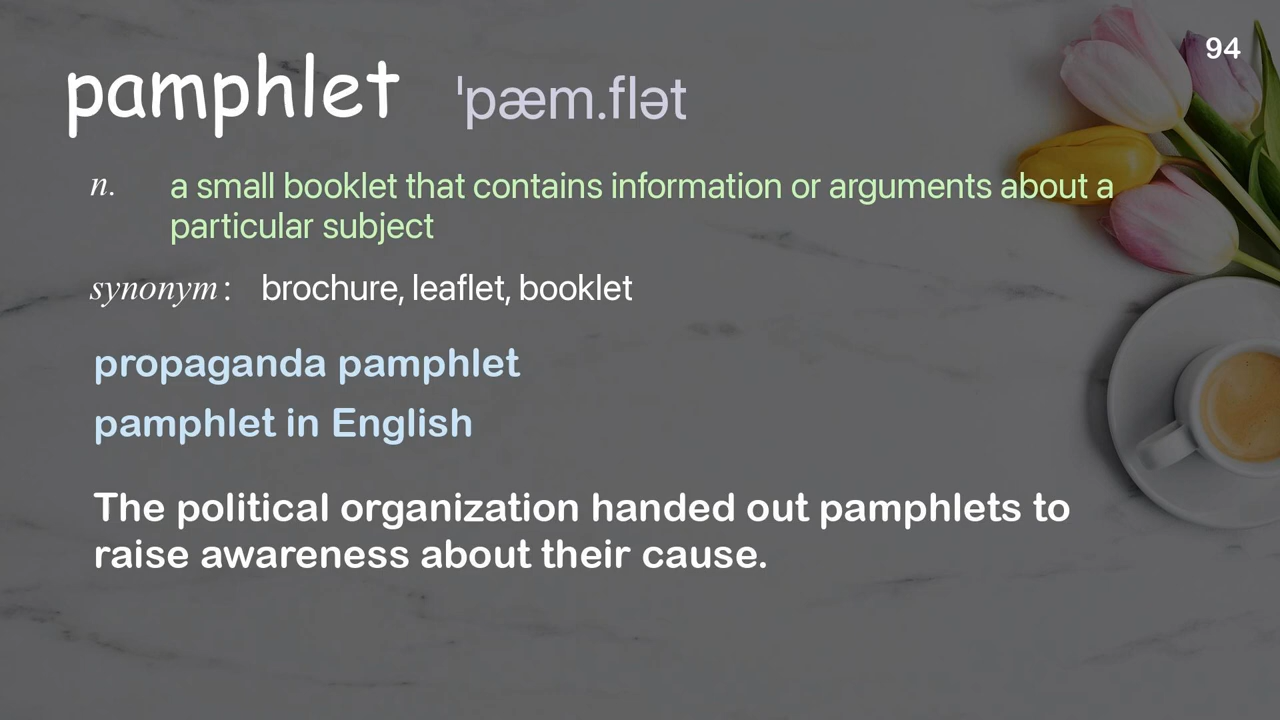 94
pamphlet ˈpæm.flət
n. a small booklet that contains information or arguments about a
particular subject
synonym: brochure, leaflet, booklet
propaganda pamphlet
pamphlet in English
The political organization handed out pamphlets to
raise awareness about their cause.